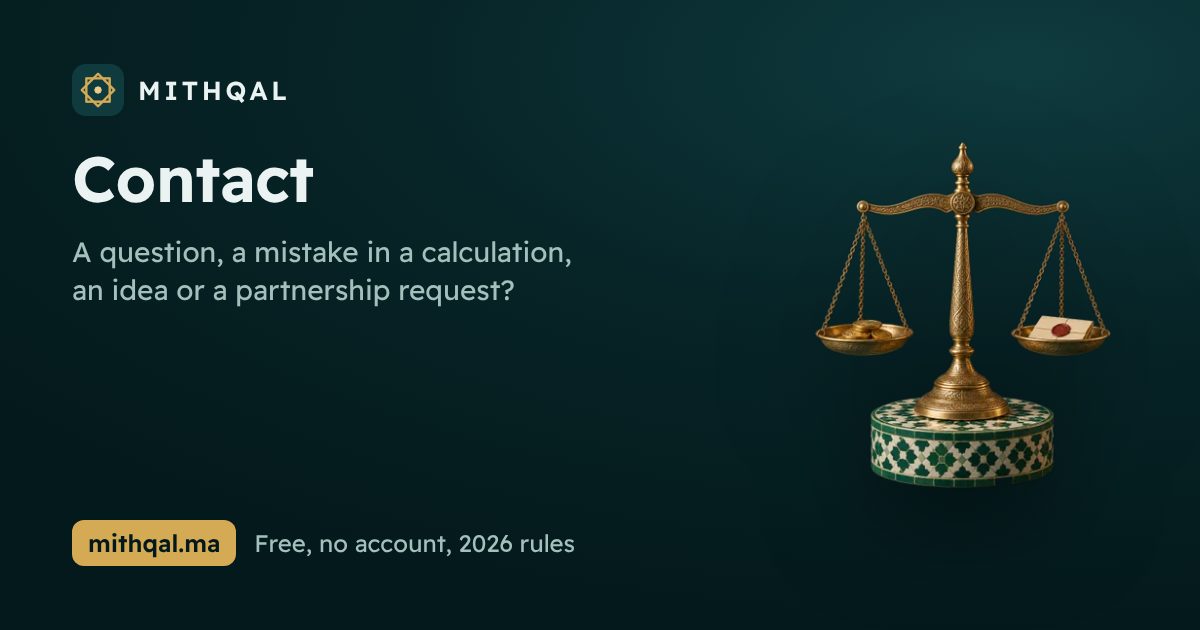 MITHQAL
Contact
A question, a mistake in a calculation,
an idea or a partnership request?
mithqal.ma
Free, no account, 2026 rules